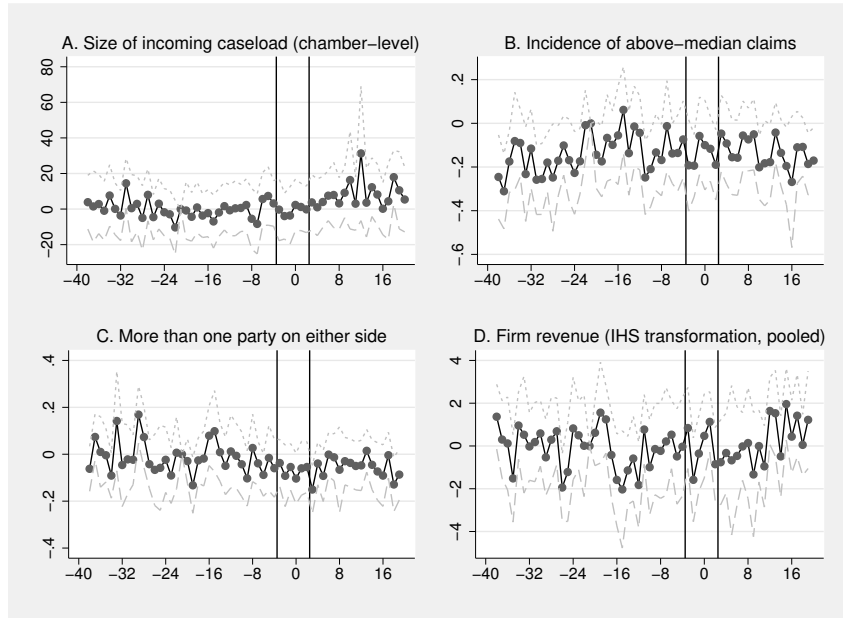 A. Size of incoming caseload (chamber−level)
80
60
40
20
0
−20
−40 −32 −24 −16 −8 0 8 16
B. Incidence of above−median claims
.2
0
−.2
−.4
−.6
−40 −32 −24 −16 −8 0 8 16
C. More than one party on either side
.4
.2
0
−.2
−.4
−40 −32 −24 −16 −8 0 8 16
D. Firm revenue (IHS transformation, pooled)
4
2
0
−2
−4
−40 −32 −24 −16 −8 0 8 16